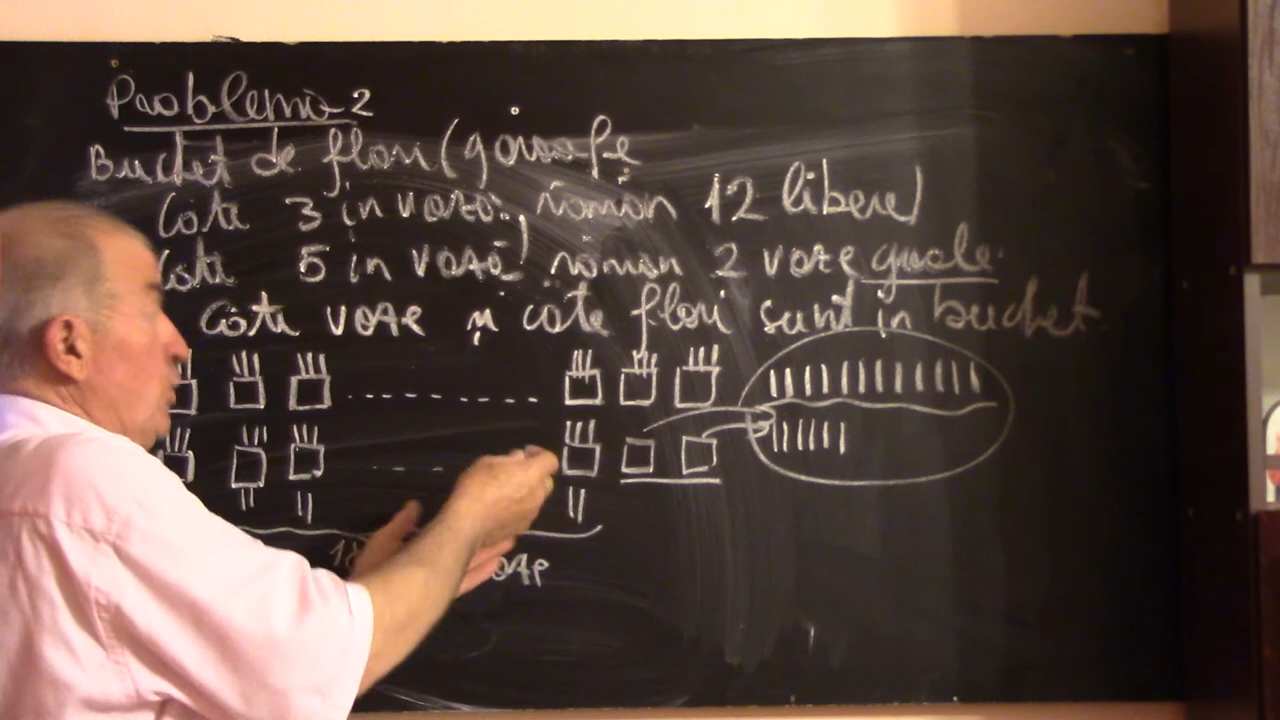 Problema 2
Buchet de flori (garoafe
Câte 3 în vază, rămân 12 libere)
Câte 5 în vază, rămân 2 vaze goale.
Câte vaze și câte flori sunt în buchet
18